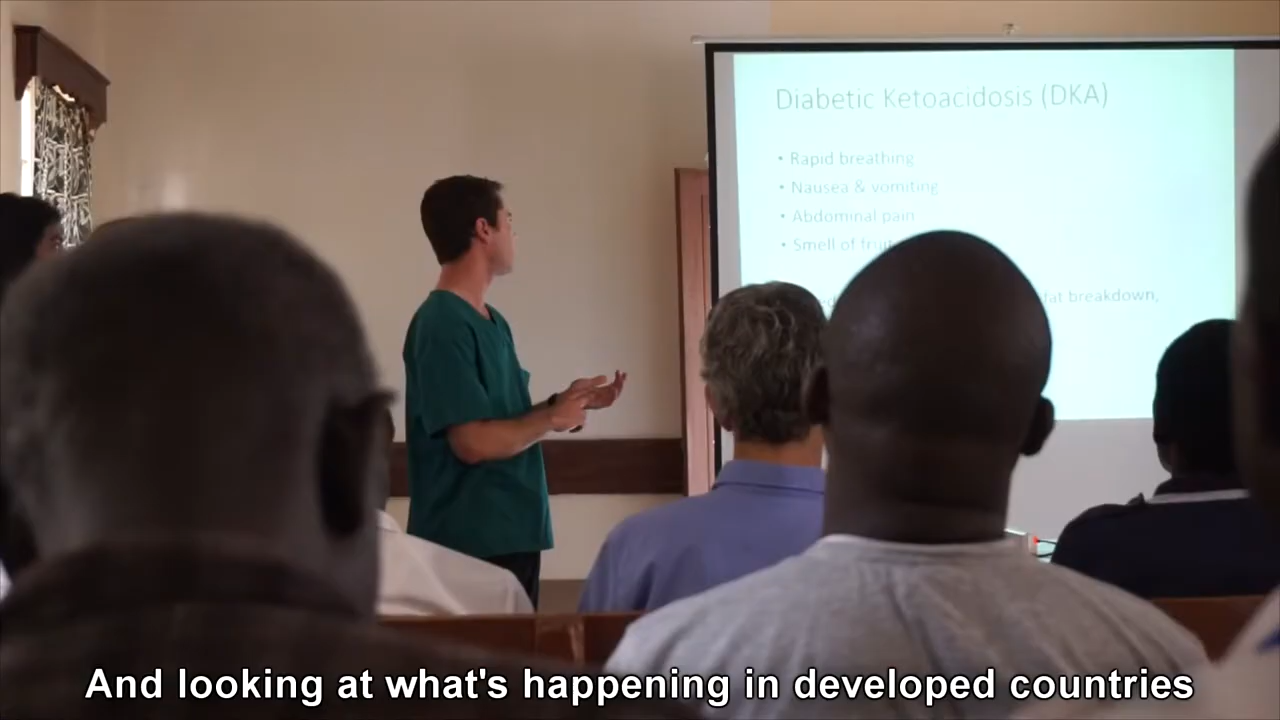 Diabetic Ketoacidosis (DKA)
• Rapid breathing
• Nausea & vomiting
• Abdominal pain
• Smell of
fat breakdown,
And looking at what's happening in developed countries